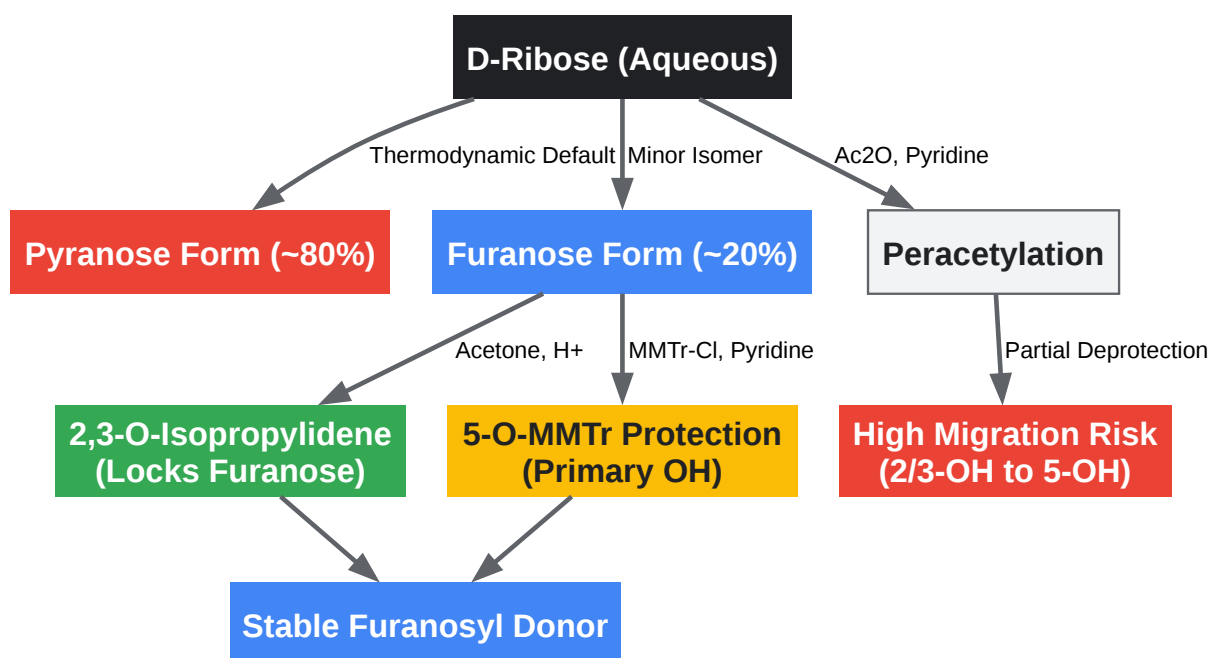 D-Ribose (Aqueous)
Thermodynamic Default
Minor Isomer
Ac2O, Pyridine
Pyranose Form (~80%)
Furanose Form (~20%)
Peracetylation
Acetone, H+
MMTr-Cl, Pyridine
Partial Deprotection
2,3-O-Isopropylidene
(Locks Furanose)
5-O-MMTr Protection
(Primary OH)
High Migration Risk
(2/3-OH to 5-OH)
Stable Furanosyl Donor